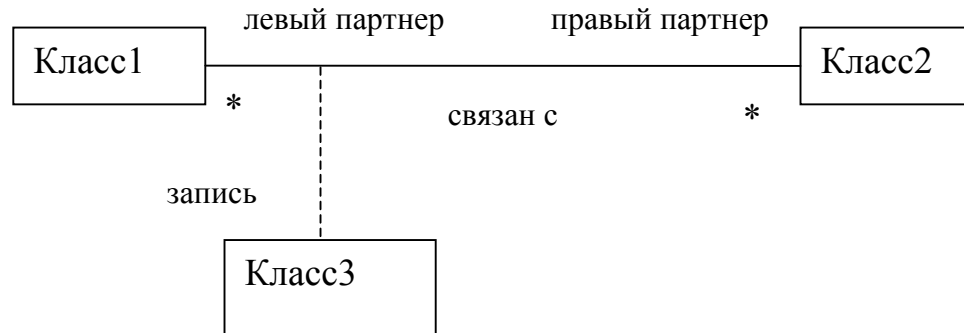 левый партнер
правый партнер
Класс1
Класс2
*
связан с
*
запись
Класс3